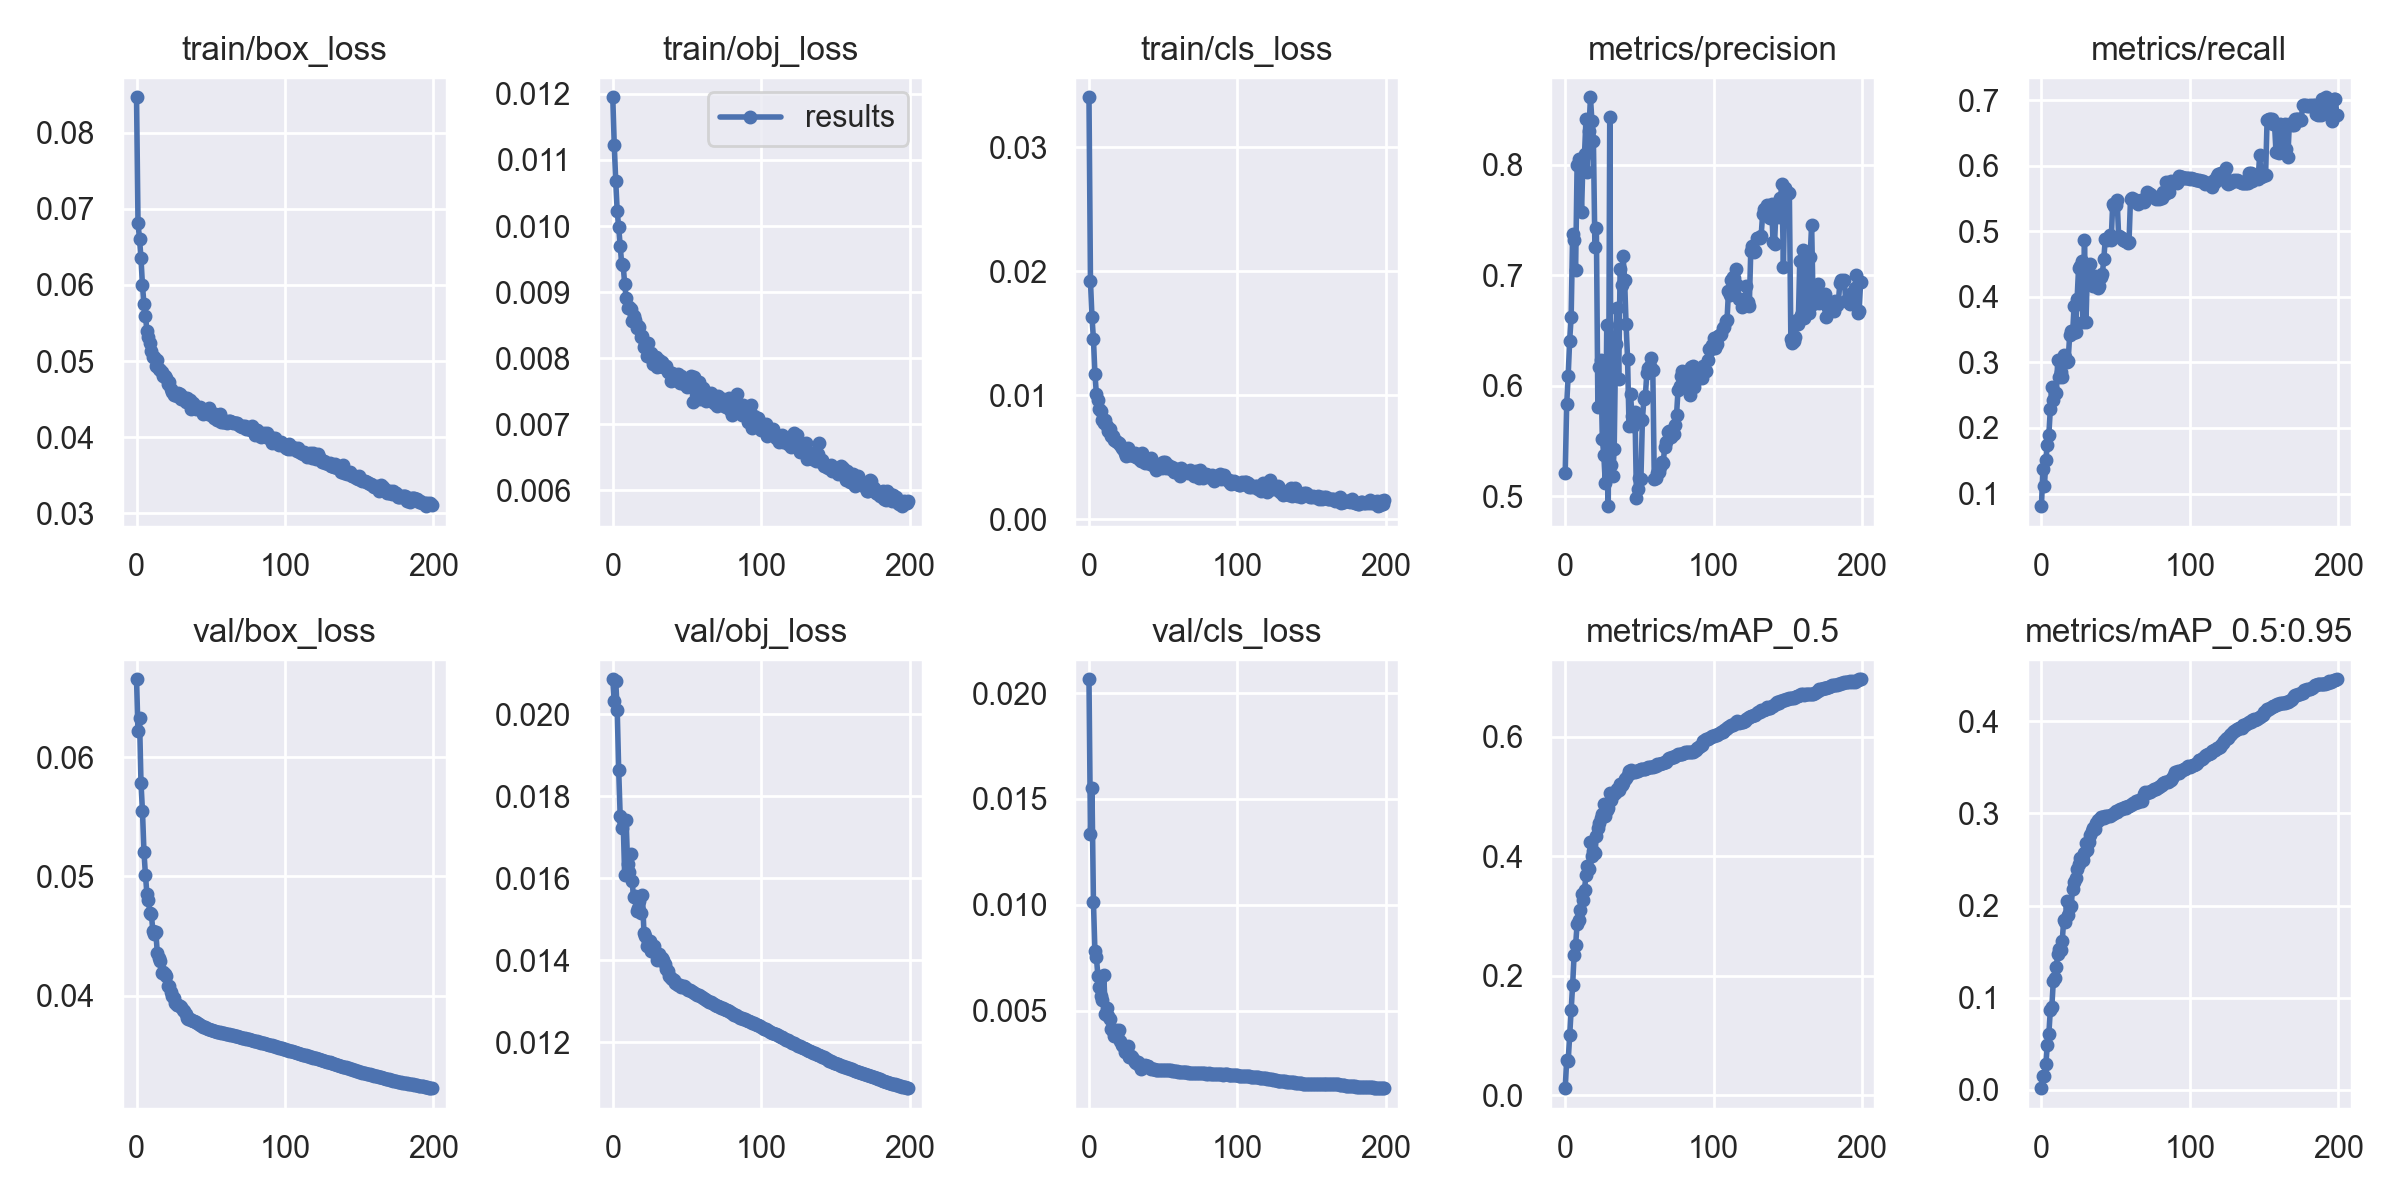 train/box_loss
0.08
0.07
0.06
0.05
0.04
0.03
0 100 200
train/obj_loss
results
0.012
0.011
0.010
0.009
0.008
0.007
0.006
0 100 200
train/cls_loss
0.03
0.02
0.01
0.00
0 100 200
metrics/precision
0.8
0.7
0.6
0.5
0 100 200
metrics/recall
0.7
0.6
0.5
0.4
0.3
0.2
0.1
0 100 200
val/box_loss
0.06
0.05
0.04
0 100 200
val/obj_loss
0.020
0.018
0.016
0.014
0.012
0 100 200
val/cls_loss
0.020
0.015
0.010
0.005
0 100 200
metrics/mAP_0.5
0.6
0.4
0.2
0.0
0 100 200
metrics/mAP_0.5:0.95
0.4
0.3
0.2
0.1
0.0
0 100 200